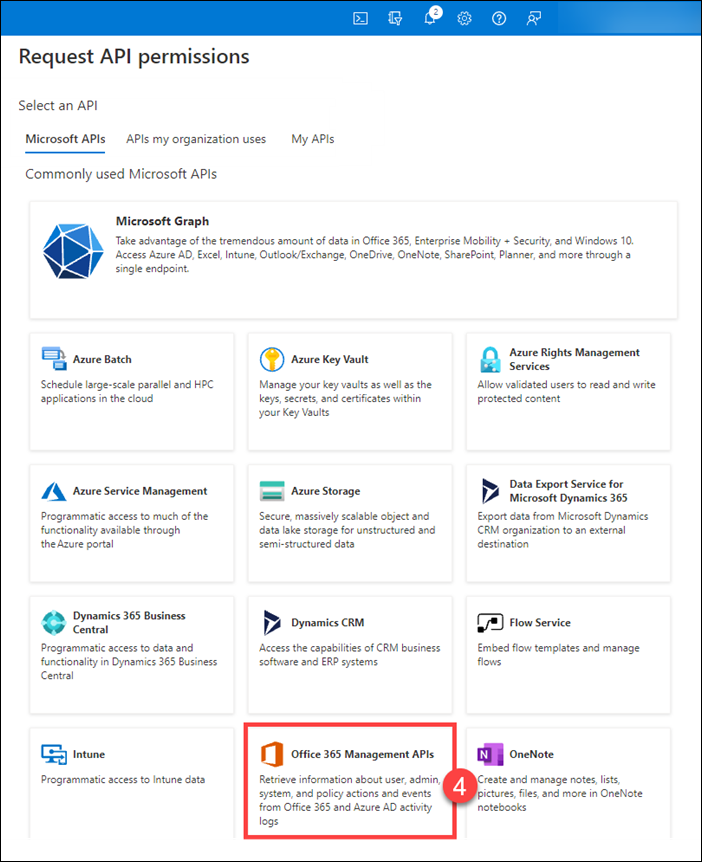 2
Request API permissions
Select an API
Microsoft APIs
APIs my organization uses
My APIs
Commonly used Microsoft APIs
Microsoft Graph
Take advantage of the tremendous amount of data in Office 365, Enterprise Mobility + Security, and Windows 10.
Access Azure AD, Excel, Intune, Outlook/Exchange, OneDrive, OneNote, SharePoint, Planner, and more through a
single endpoint.
Azure Batch
Schedule large-scale parallel and HPC
applications in the cloud
Azure Key Vault
Manage your key vaults as well as the
keys, secrets, and certificates within
your Key Vaults
Azure Rights Management
Services
Allow validated users to read and write
protected content
Azure Service Management
Programmatic access to much of the
functionality available through
the Azure portal
Azure Storage
Secure, massively scalable object and
data lake storage for unstructured and
semi-structured data
Data Export Service for
Microsoft Dynamics 365
Export data from Microsoft Dynamics
CRM organization to an external
destination
Dynamics 365 Business
Central
Programmatic access to data and
functionality in Dynamics 365 Business
Central
Dynamics CRM
Access the capabilities of CRM business
software and ERP systems
Flow Service
Embed flow templates and manage
flows
Intune
Programmatic access to Intune data
Office 365 Management APIs
Retrieve information about user, admin,
system, and policy actions and events
from Office 365 and Azure AD activity
logs
4
N
OneNote
Create and manage notes, lists,
pictures, files, and more in OneNote
notebooks